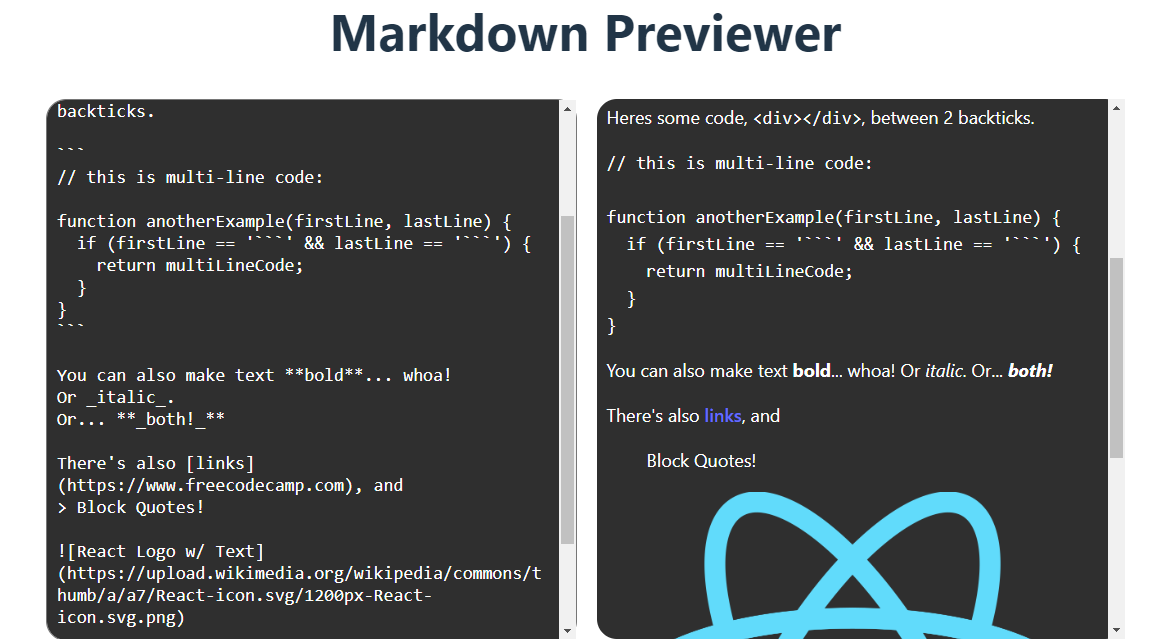 Markdown Previewer
backticks.
```
// this is multi-line code:
function anotherExample(firstLine, lastLine) {
  if (firstLine == '```' && lastLine == '```') {
    return multiLineCode;
  }
}
```
You can also make text **bold**... whoa!
Or _italic_.
Or... **_both!_**
There's also [links]
(https://www.freecodecamp.com), and
> Block Quotes!
![React Logo w/ Text]
(https://upload.wikimedia.org/wikipedia/commons/t
humb/a/a7/React-icon.svg/1200px-React-
icon.svg.png)
Heres some code, <div></div>, between 2 backticks.
// this is multi-line code:
function anotherExample(firstLine, lastLine) {
  if (firstLine == '```' && lastLine == '```') {
    return multiLineCode;
  }
}
You can also make text bold... whoa! Or italic. Or... both!
There's also links, and
Block Quotes!